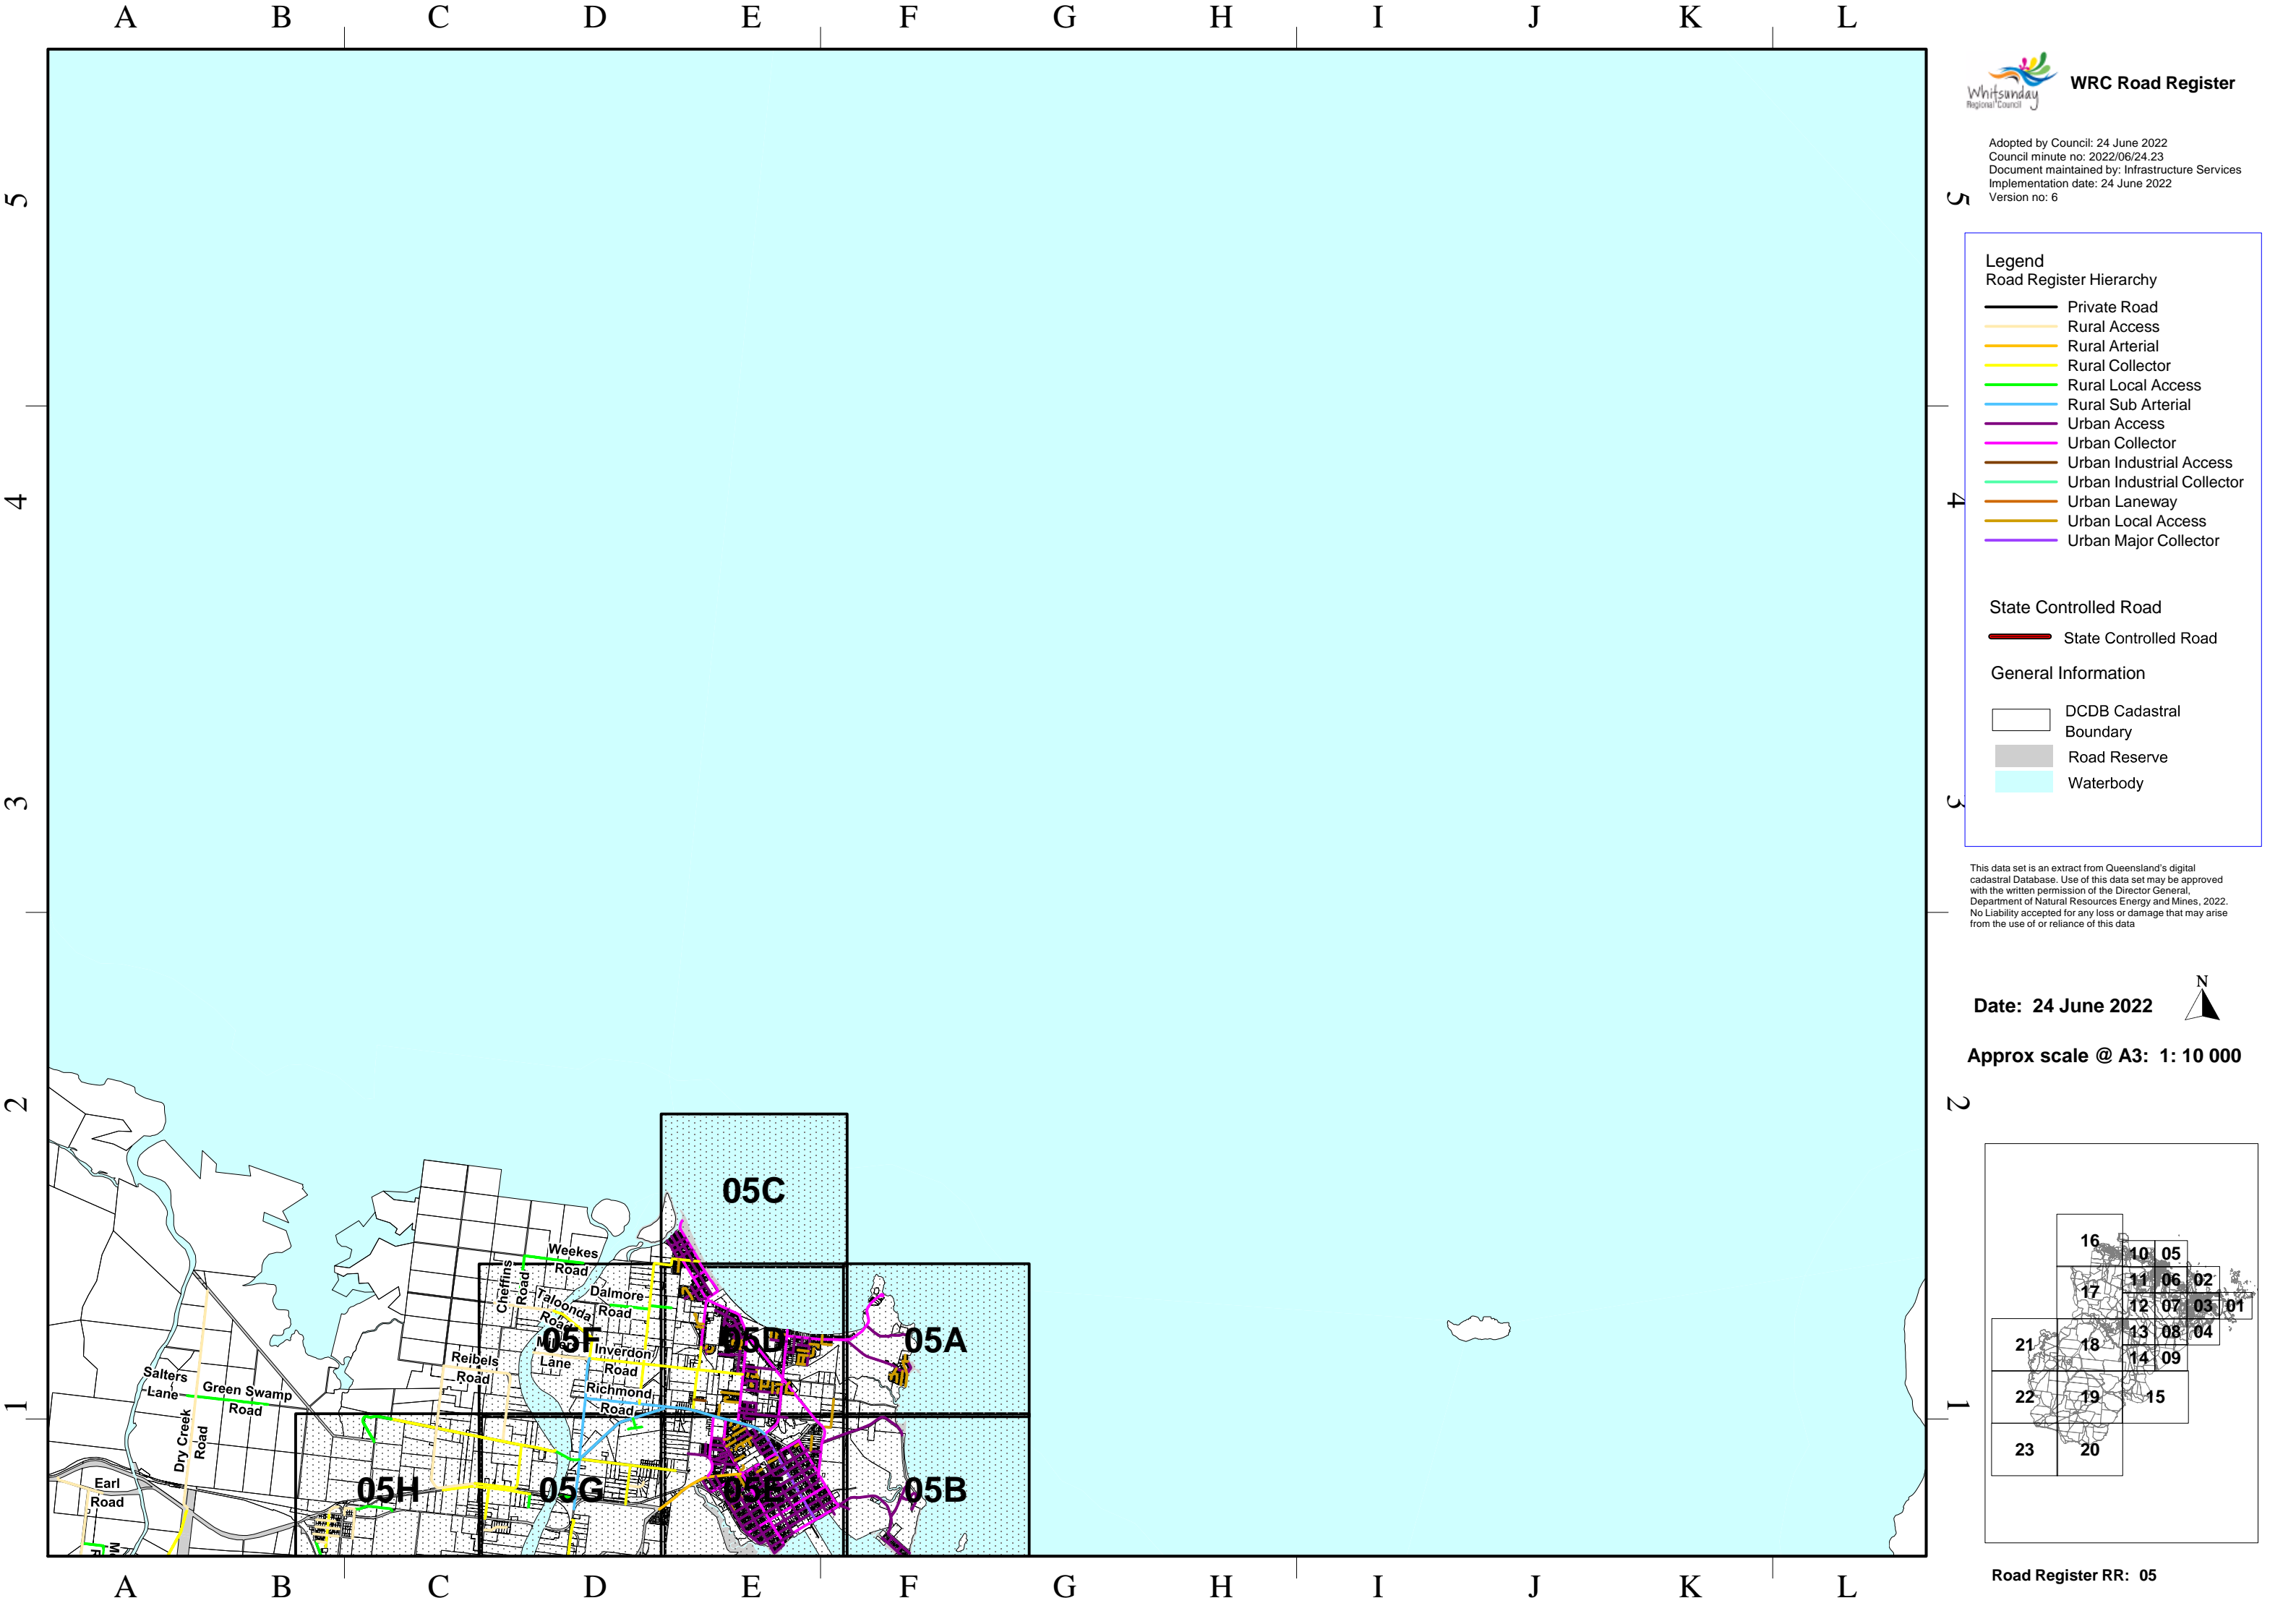 A B C D E F G H I J K L
5 5
4 4
3 3
2 2
1 1
05C
Weekes
Road
Cheffins
Road
Dalmore
Road
Taloonda
Road
05F
05D
05A
Lane
Inverdon
Road
Reibels
Road
Richmond
Road
Salters
Lane
Green Swamp
Road
Dry Creek
Road
Earl
Road
05H
05G
05E
05B
A B C D E F G H I J K L
Whitsunday
Regional Council
WRC Road Register
Adopted by Council: 24 June 2022
Council minute no: 2022/06/24.23
Document maintained by: Infrastructure Services
Implementation date: 24 June 2022
Version no: 6
Legend
Road Register Hierarchy
Private Road
Rural Access
Rural Arterial
Rural Collector
Rural Local Access
Rural Sub Arterial
Urban Access
Urban Collector
Urban Industrial Access
Urban Industrial Collector
Urban Laneway
Urban Local Access
Urban Major Collector
State Controlled Road
State Controlled Road
General Information
DCDB Cadastral
Boundary
Road Reserve
Waterbody
This data set is an extract from Queensland's digital
cadastral Database. Use of this data set may be approved
with the written permission of the Director General,
Department of Natural Resources Energy and Mines, 2022.
No Liability accepted for any loss or damage that may arise
from the use of or reliance of this data
N
Date: 24 June 2022
Approx scale @ A3: 1: 10 000
16
10 05
11 06 02
17
12 07 03 01
13 08 04
21 18
14 09
22 19 15
23 20
Road Register RR: 05